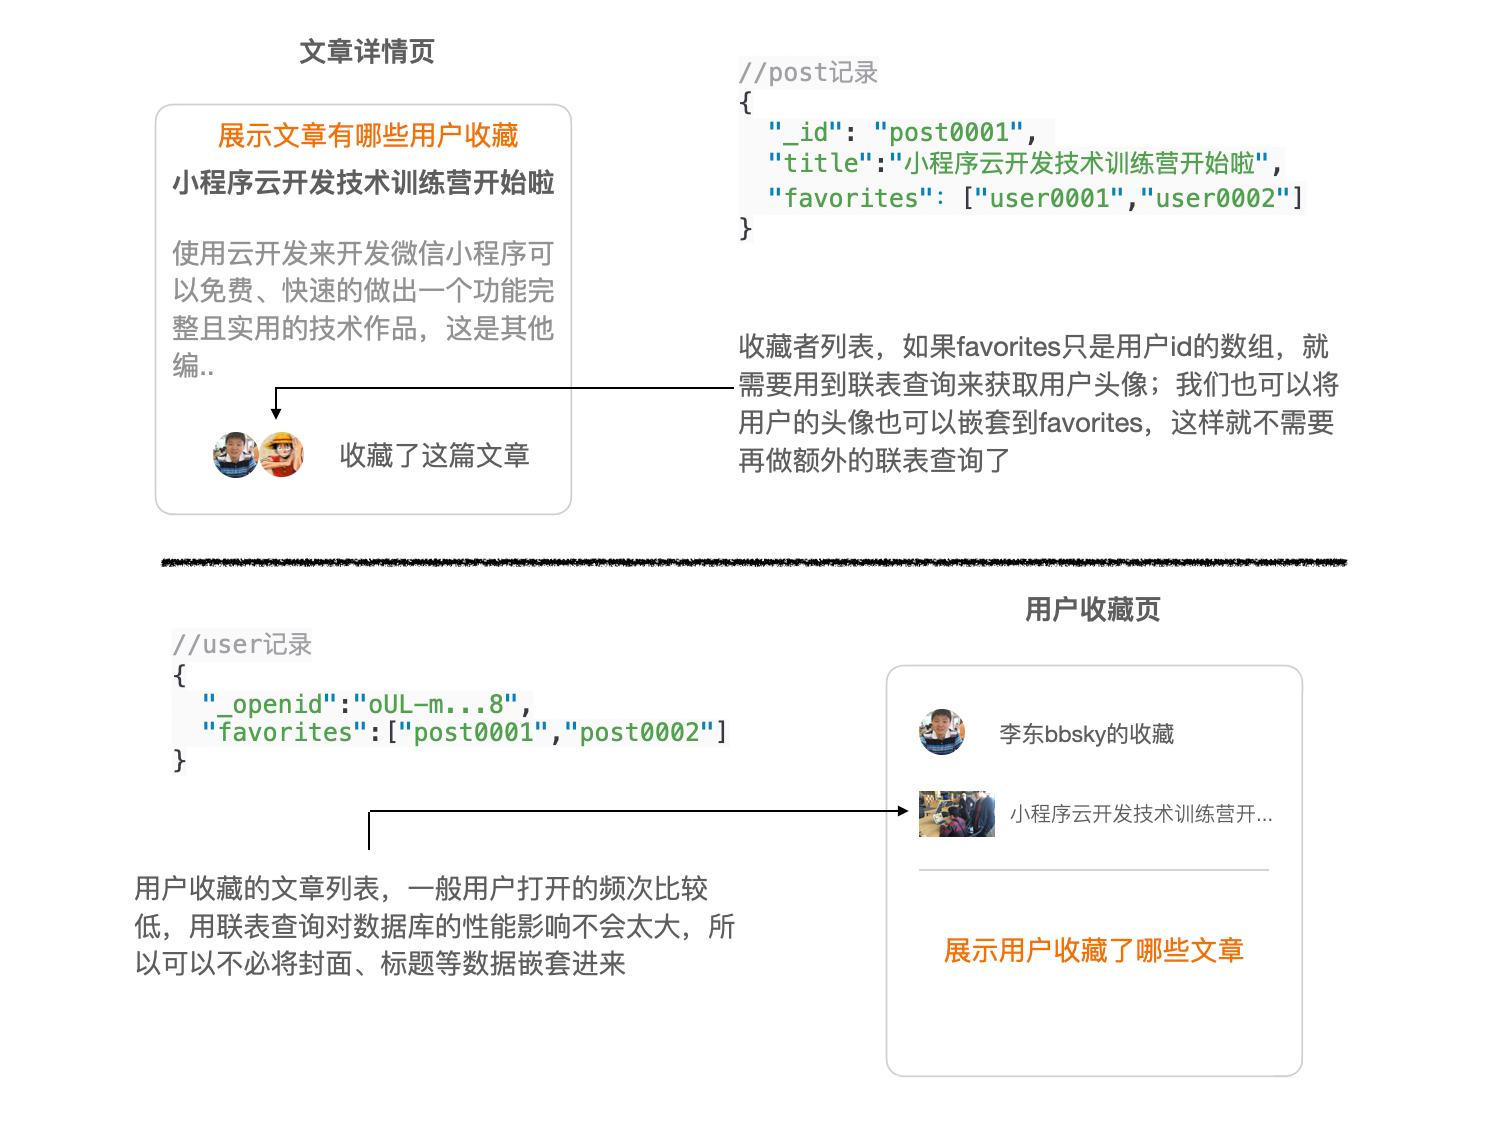 文章详情页
展示文章有哪些用户收藏
小程序云开发技术训练营开始啦
使用云开发来开发微信小程序可
以免费、快速的做出一个功能完
整且实用的技术作品，这是其他
编..
收藏了这篇文章
//post记录
{
"_id": "post0001",
"title":"小程序云开发技术训练营开始啦",
"favorites": ["user0001","user0002"]
}
收藏者列表，如果favorites只是用户id的数组，就
需要用到联表查询来获取用户头像；我们也可以将
用户的头像也可以嵌套到favorites，这样就不需要
再做额外的联表查询了
//user记录
{
"_openid":"oUL-m...8",
"favorites":["post0001","post0002"]
}
用户收藏的文章列表，一般用户打开的频次比较
低，用联表查询对数据库的性能影响不会太大，所
以可以不必将封面、标题等数据嵌套进来
用户收藏页
李东bbsky的收藏
小程序云开发技术训练营开...
展示用户收藏了哪些文章